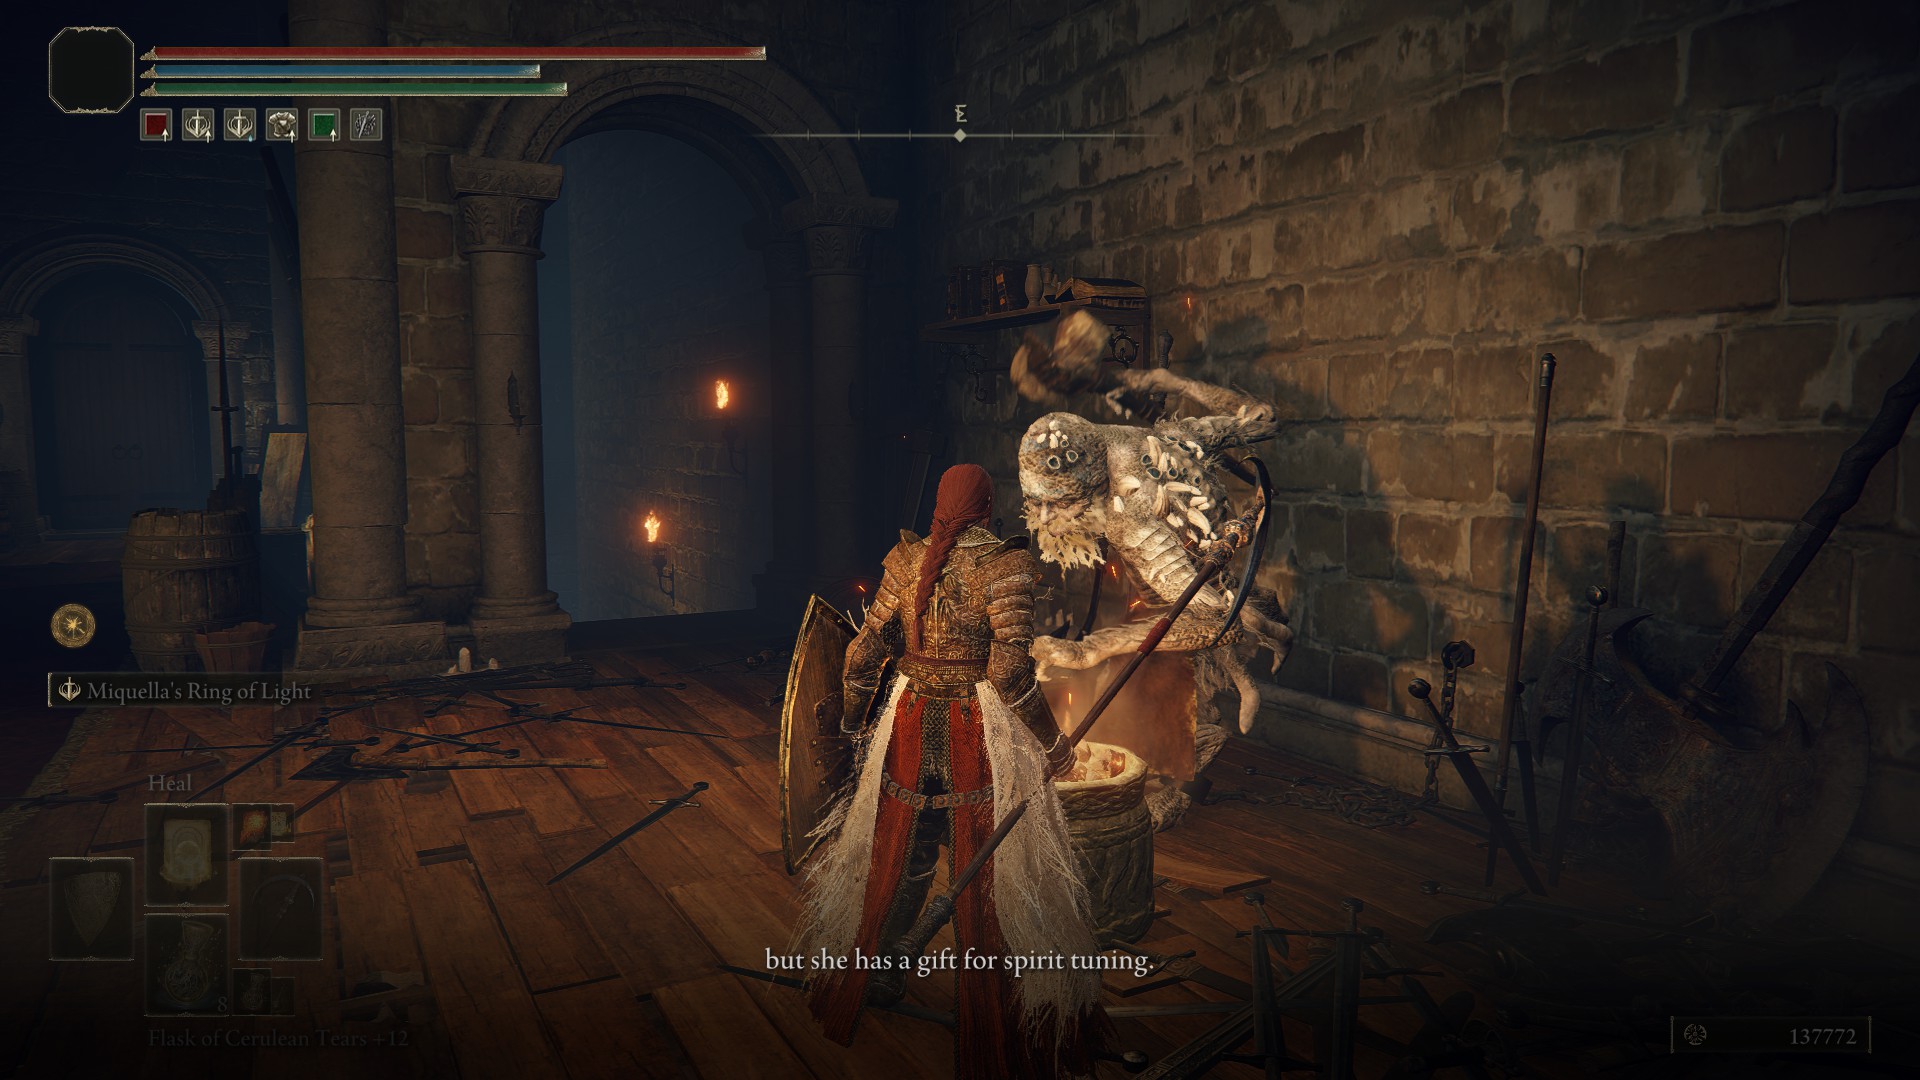 E
Miquella's Ring of Light
Heal
8
Flask of Cerulean Tears +12
but she has a gift for spirit tuning.
137772